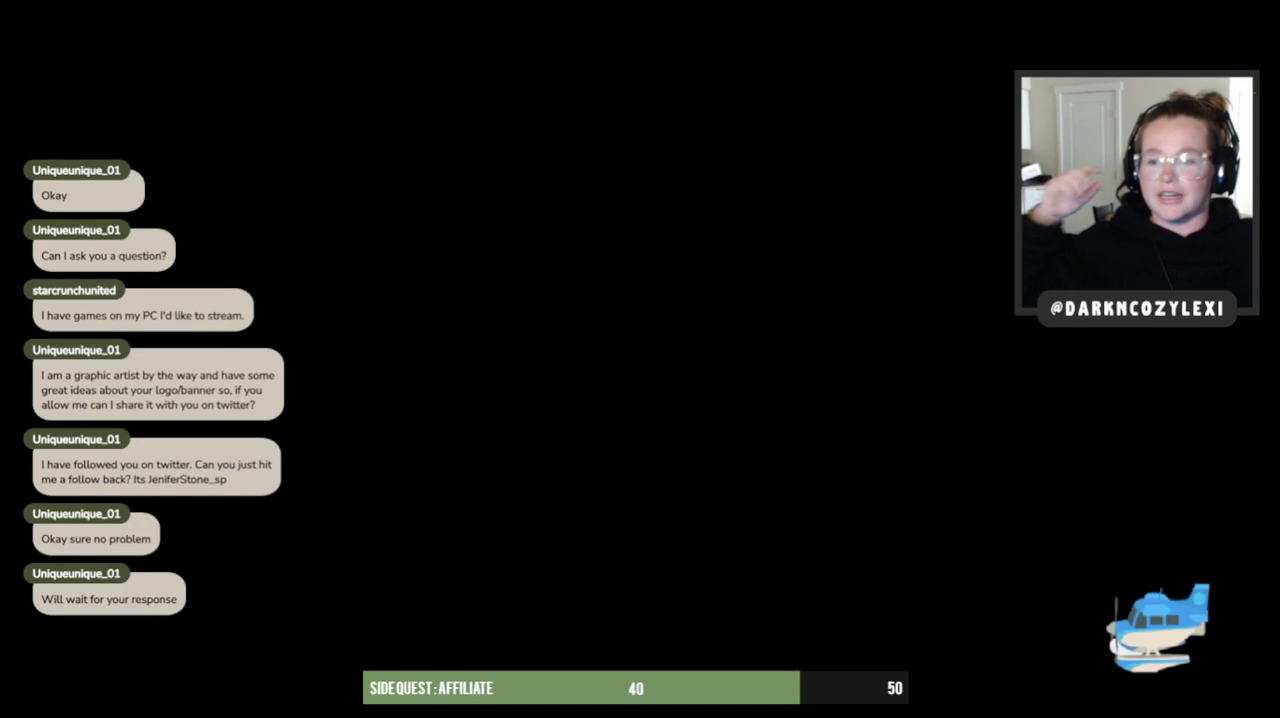 Uniqueunique_01
Okay
Uniqueunique_01
Can I ask you a question?
starcrunchunited
I have games on my PC I'd like to stream.
Uniqueunique_01
I am a graphic artist by the way and have some
great ideas about your logo/banner so, if you
allow me can I share it with you on twitter?
Uniqueunique_01
I have followed you on twitter. Can you just hit
me a follow back? Its JeniferStone_sp
Uniqueunique_01
Okay sure no problem
Uniqueunique_01
Will wait for your response
@DARKNCOZYLEXI
SIDE QUEST: AFFILIATE 40 50